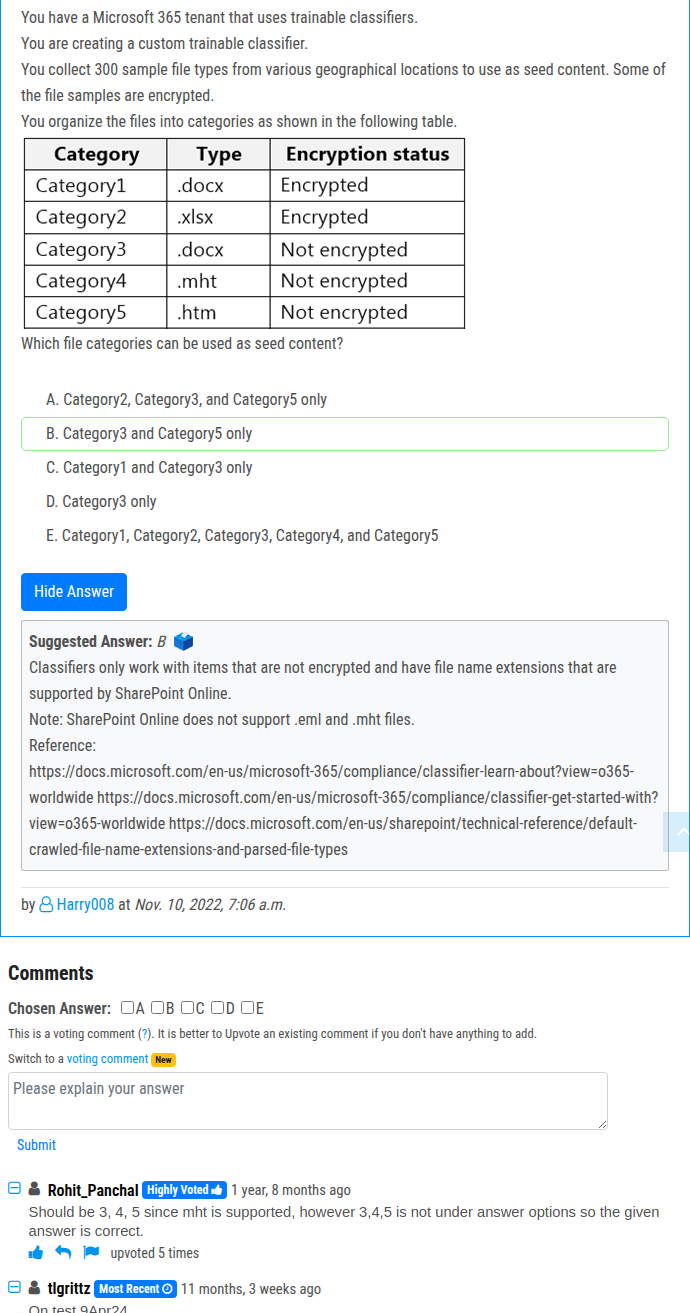 You have a Microsoft 365 tenant that uses trainable classifiers.
You are creating a custom trainable classifier.
You collect 300 sample file types from various geographical locations to use as seed content. Some of
the file samples are encrypted.
You organize the files into categories as shown in the following table.
Category Type Encryption status
Category1 .docx Encrypted
Category2 .xlsx Encrypted
Category3 .docx Not encrypted
Category4 .mht Not encrypted
Category5 .htm Not encrypted
Which file categories can be used as seed content?
A. Category2, Category3, and Category5 only
B. Category3 and Category5 only
C. Category1 and Category3 only
D. Category3 only
E. Category1, Category2, Category3, Category4, and Category5
Hide Answer
Suggested Answer: B
Classifiers only work with items that are not encrypted and have file name extensions that are
supported by SharePoint Online.
Note: SharePoint Online does not support .eml and .mht files.
Reference:
https://docs.microsoft.com/en-us/microsoft-365/compliance/classifier-learn-about?view=o365-
worldwide https://docs.microsoft.com/en-us/microsoft-365/compliance/classifier-get-started-with?
view=o365-worldwide https://docs.microsoft.com/en-us/sharepoint/technical-reference/default-
crawled-file-name-extensions-and-parsed-file-types
by Harry008 at Nov. 10, 2022, 7:06 a.m.
Comments
Chosen Answer: A B C D E
This is a voting comment (?). It is better to Upvote an existing comment if you don't have anything to add.
Switch to a voting comment New
Please explain your answer
Submit
Rohit_Panchal Highly Voted 1 year, 8 months ago
Should be 3, 4, 5 since mht is supported, however 3,4,5 is not under answer options so the given
answer is correct.
upvoted 5 times
tlgrittz Most Recent 11 months, 3 weeks ago
On test 9Apr24